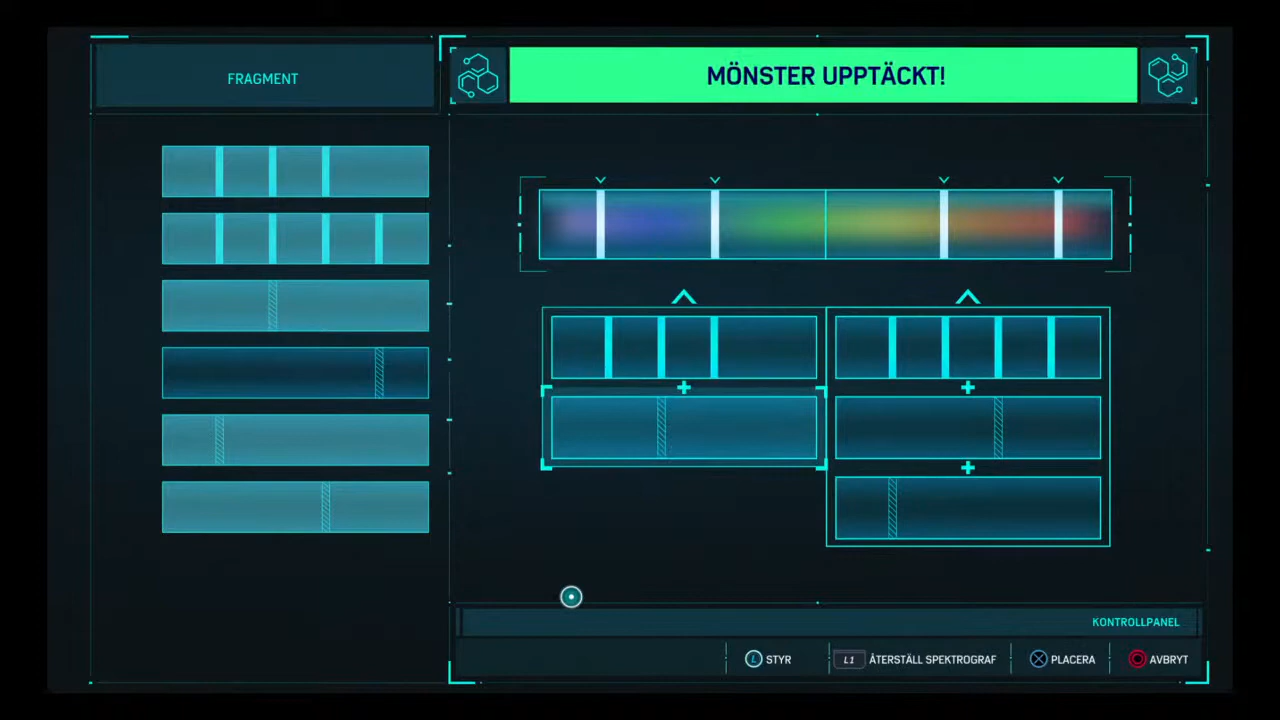 FRAGMENT
MÖNSTER UPPTÄCKT!
KONTROLLPANEL
L STYR
L1 ÅTERSTÄLL SPEKTROGRAF
PLACERA
AVBRYT